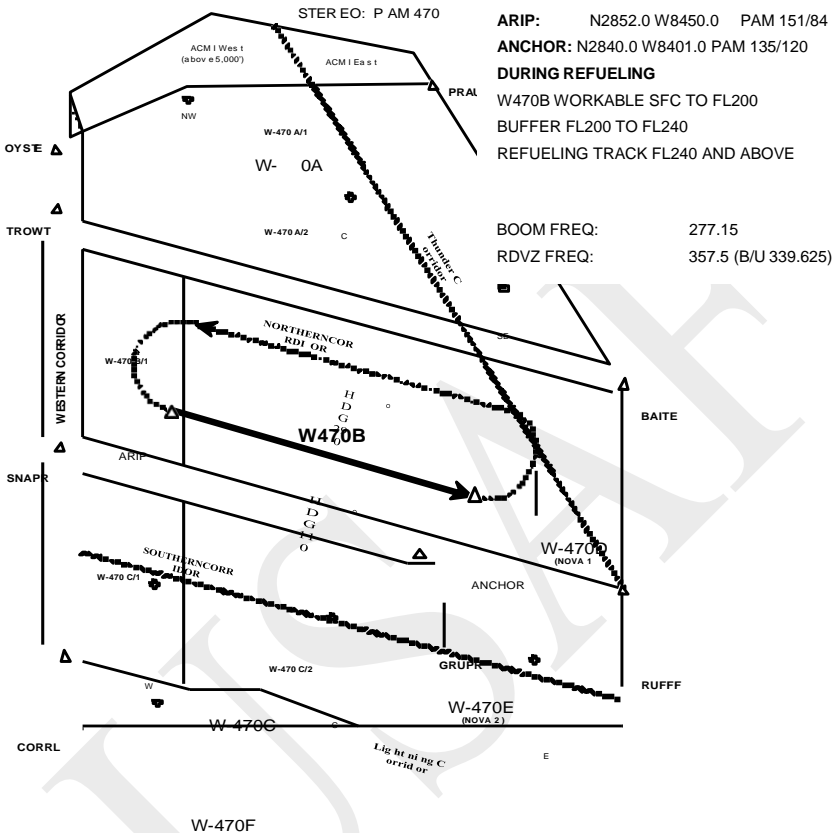 STER EO: P AM 470
ARIP: N2852.0 W8450.0 PAM 151/84
ANCHOR: N2840.0 W8401.0 PAM 135/120
DURING REFUELING
W470B WORKABLE SFC TO FL200
BUFFER FL200 TO FL240
REFUELING TRACK FL240 AND ABOVE
BOOM FREQ: 277.15
RDVZ FREQ: 357.5 (B/U 339.625)
ACM I Wes t
(abov e 5,000')
ACM I Ea s t
NW
W-470 A/1
OYSTE
W- 0A
W-470 A/2
C
TROWT
Thunder C
orridor
SE
WESTERN CORRIDOR
NORTHERNCOR
RDI OR
W-470 B/1
HDG
W470B
BAITE
ARIP
SNAPR
HDG
W-470D
(NOVA 1
SOUTHERNCORR
IDOR
W-470 C/1
ANCHOR
GRUPR
W-470 C/2
W
RUFFF
W-470E
(NOVA 2 )
W-470C
CORRL
Lig ht ni ng C
orrid or
E
W-470F
USAF